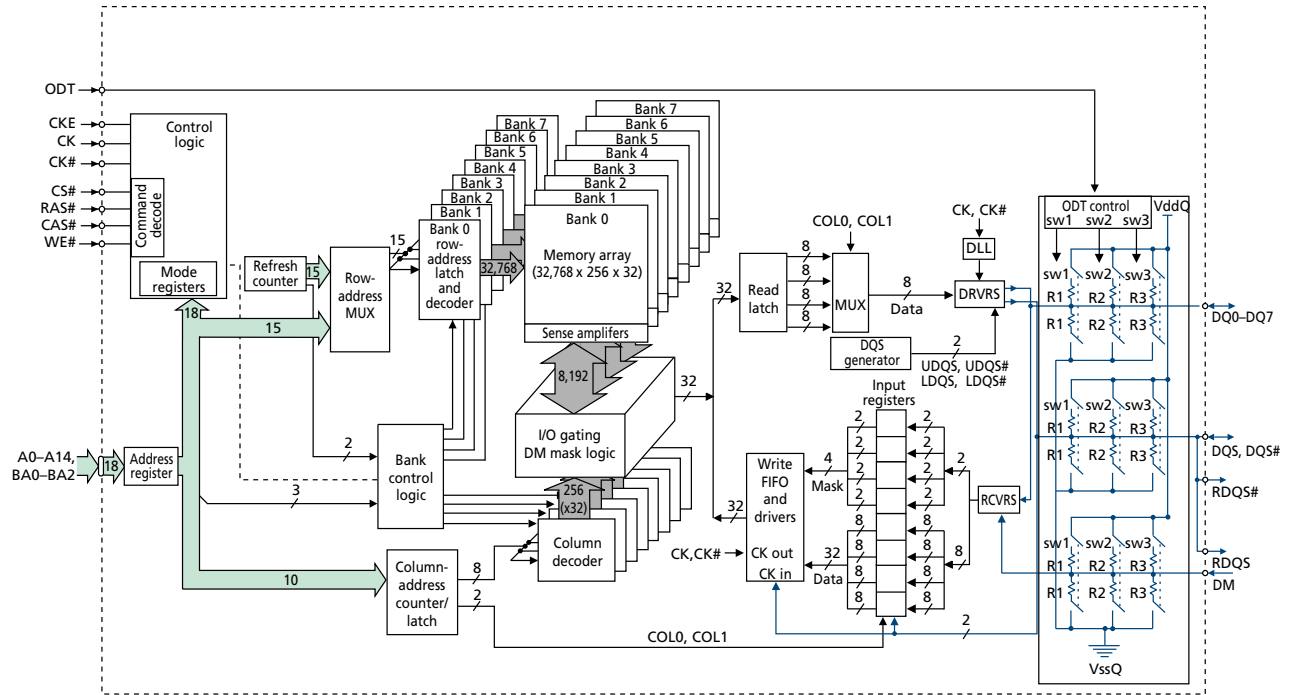 ODT
CKE
CK
CK#
CS#
RAS#
CAS#
WE#
Control
logic
Command
decode
Mode
registers
18
15
Refresh
counter
15
Row-
address
MUX
15
Bank 7
Bank 6
Bank 5
Bank 4
Bank 3
Bank 2
Bank 1
Bank 0
row-
address
latch
and
decoder
32,768
Bank 7
Bank 6
Bank 5
Bank 4
Bank 3
Bank 2
Bank 1
Bank 0
Memory array
(32,768 x 256 x 32)
Sense amplifers
8,192
I/O gating
DM mask logic
256
(x32)
Column
decoder
A0–A14,
BA0–BA2
18
Address
register
2
3
Bank
control
logic
10
Column-
address
counter/
latch
8
2
COL0, COL1
32
32
32
Read
latch
8
8
8
8
COL0, COL1
MUX
8
Data
CK, CK#
DLL
DRVRS
DQS
generator
2
UDQS, UDQS#
LDQS, LDQS#
Input
registers
2
2
2
2
2
2
2
2
8
8
8
8
8
8
8
8
4
Mask
32
Data
Write
FIFO
and
drivers
CK out
CK in
CK,CK#
2
8
RCVRS
2
ODT control
sw1 sw2 sw3
VddQ
sw1 sw2 sw3
R1 R2 R3
R1 R2 R3
sw1 sw2 sw3
R1 R2 R3
R1 R2 R3
sw1 sw2 sw3
R1 R2 R3
R1 R2 R3
VssQ
DQ0–DQ7
DQS, DQS#
RDQS#
RDQS
DM